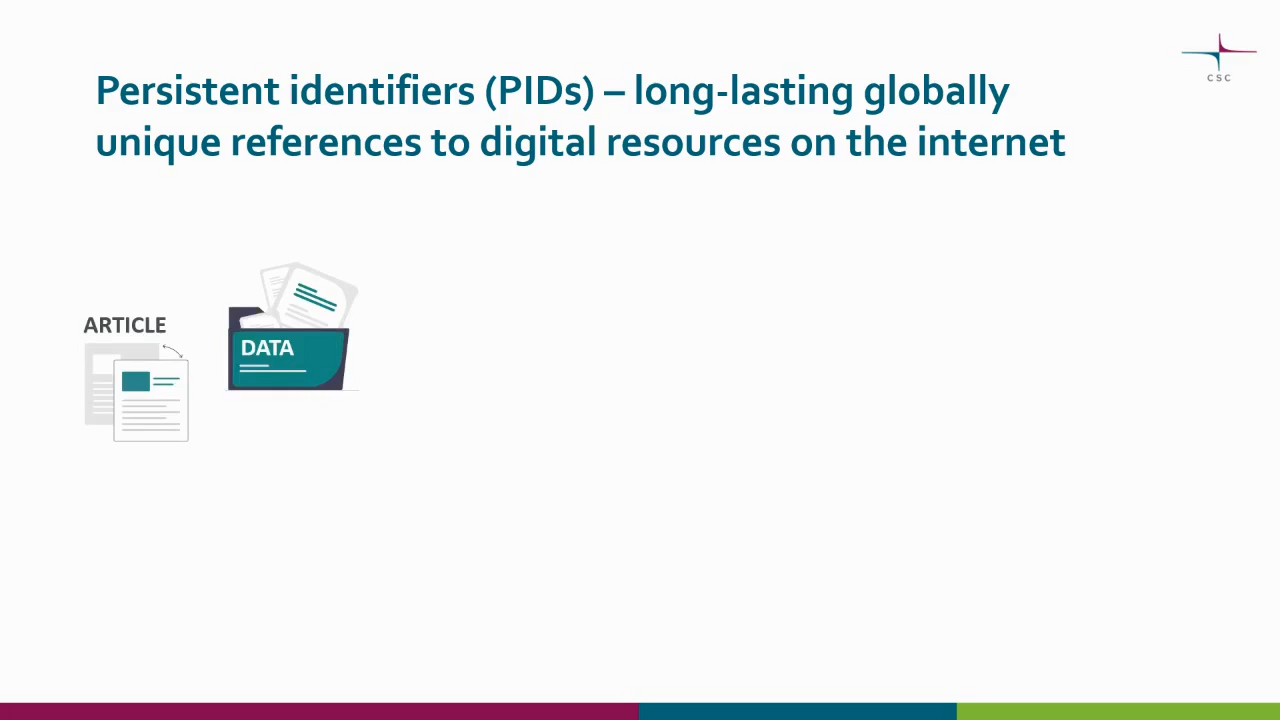 Persistent identifiers (PIDs) – long-lasting globally
unique references to digital resources on the internet
CSC
ARTICLE
DATA